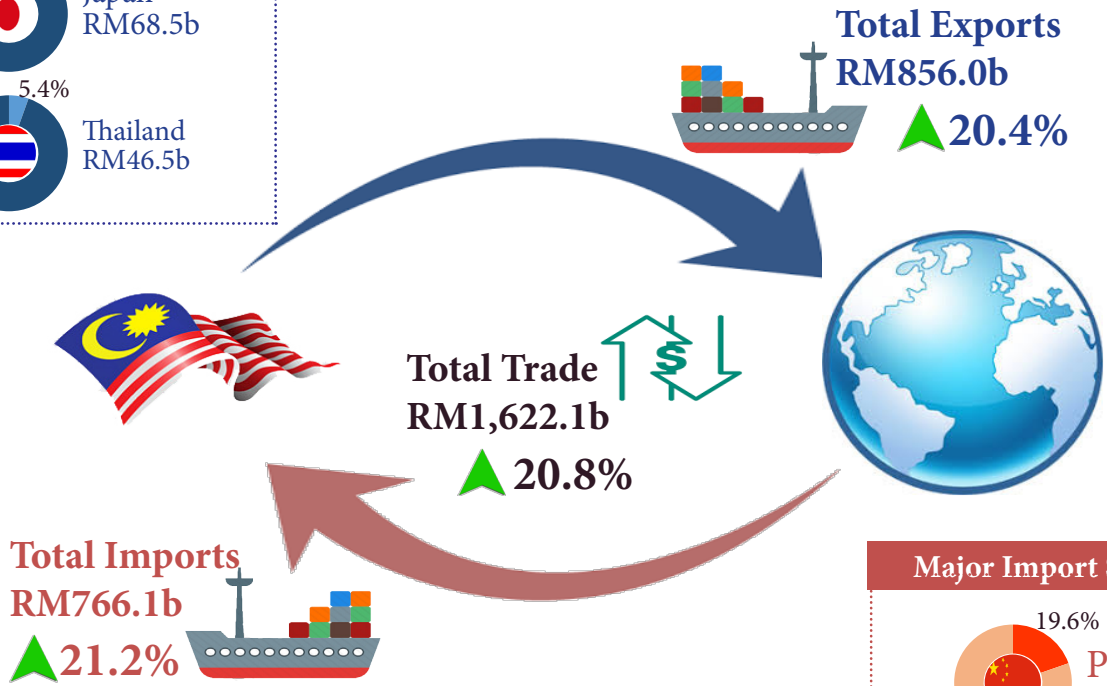 Japan
RM68.5b
5.4%
Thailand
RM46.5b
Total Exports
RM856.0b
20.4%
Total Trade
RM1,622.1b
20.8%
$
Total Imports
RM766.1b
21.2%
Major Import
19.6%
P